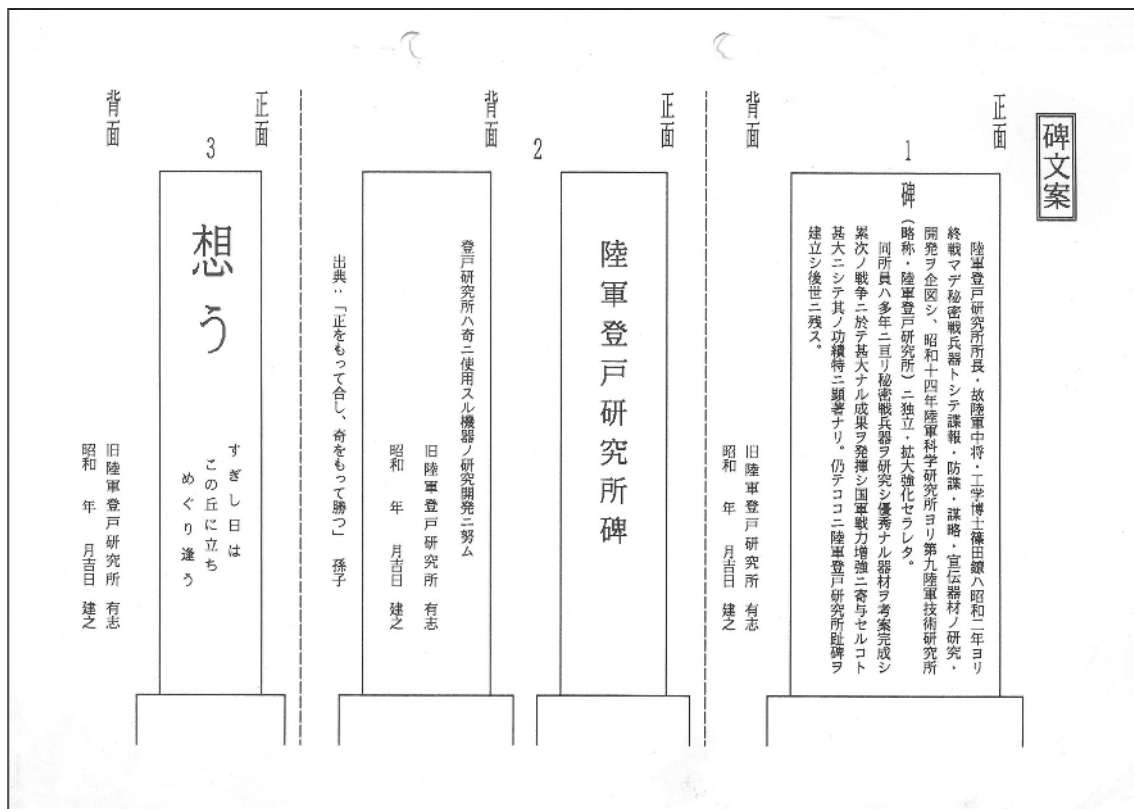 碑文案
正面
1
碑
陸軍登戸研究所所長・故陸軍中将・工学博士篠田鐐ハ昭和二年ヨリ
終戦マデ秘密戦兵器トシテ諜報・防諜・謀略・宣伝器材ノ研究・
開発ヲ企図シ、昭和十四年陸軍科学研究所ヨリ第九陸軍技術研究所
(略称・陸軍登戸研究所)ニ独立・拡大強化セラレタ。
同所員ハ多年ニ亘リ秘密戦兵器ヲ研究シ優秀ナル器材ヲ考案完成シ
累次ノ戦争ニ於テ甚大ナル成果ヲ発揮シ国軍戦力増強ニ寄与セルコト
甚大ニシテ其ノ功績特ニ顕著ナリ。仍テココニ陸軍登戸研究所趾碑ヲ
建立シ後世ニ残ス。
背面
旧陸軍登戸研究所 有志
昭和 年 月吉日 建之
正面
2
陸軍登戸研究所碑
背面
登戸研究所ハ奇ニ使用スル機器ノ研究開発ニ努ム
旧陸軍登戸研究所 有志
昭和 年 月吉日 建之
出典:「正をもって合し、奇をもって勝つ」 孫子
正面
3
想う
すぎし日は
この丘に立ち
めぐり逢う
背面
旧陸軍登戸研究所 有志
昭和 年 月吉日 建之